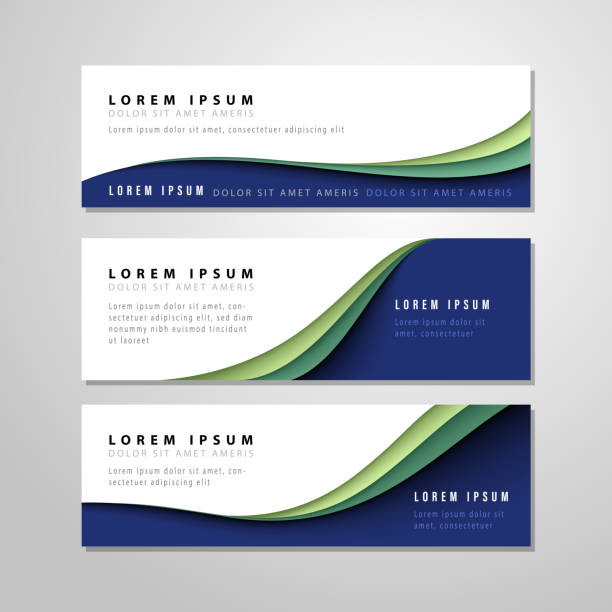 LOREM IPSUM
DOLOR SIT AMET AMERIS
Lorem ipsum dolor sit amet, consectetuer adipiscing elit
LOREM IPSUM DOLOR SIT AMET AMERIS DOLOR SIT AMET AMERIS
LOREM IPSUM
DOLOR SIT AMET AMERIS
Lorem ipsum dolor sit amet, con-
sectetuer adipiscing elit, sed-
diam euismod tincidunt
ut laoreet
LOREM IPSUM
Lorem ipsum dolor sit
amet, consectetuer
LOREM IPSUM
DOLOR SIT AMET AMERIS
Lorem ipsum dolor sit amet, con-
sectetuer adipiscing elit, sed-
LOREM IPSUM
Lorem ipsum dolor sit
amet, consectetuer